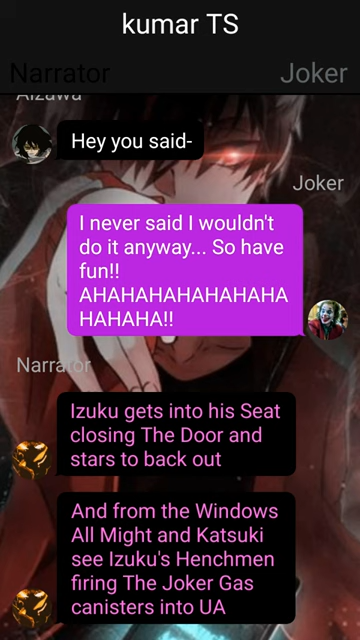 kumar TS
Narrator
Joker
Aizawa
Hey you said-
Joker
I never said I wouldn't
do it anyway... So have
fun!!
AHAHAHAHAHAHAHA
HAHAHA!!
Narrator
Izuku gets into his Seat
closing The Door and
stars to back out
And from the Windows
All Might and Katsuki
see Izuku's Henchmen
firing The Joker Gas
canisters into UA